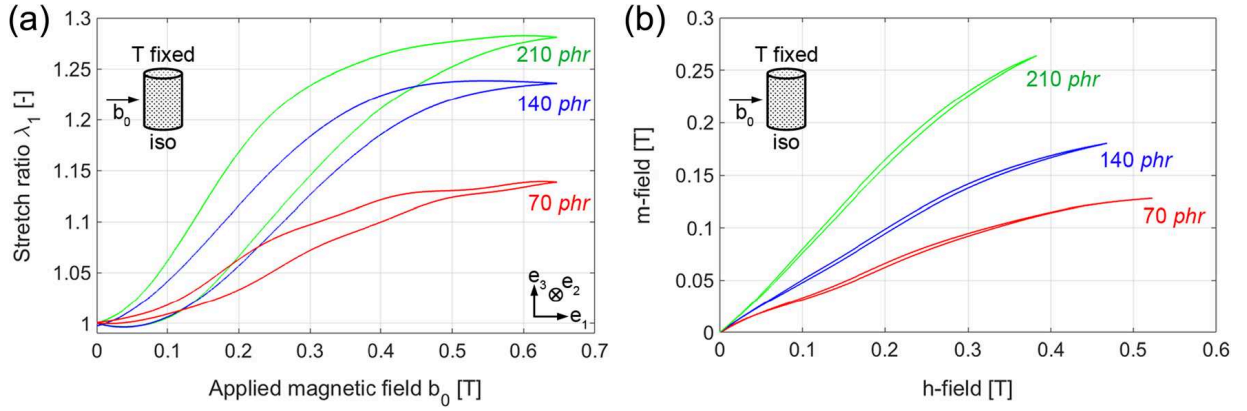 (a)
1.3
1.25
1.2
1.15
1.1
1.05
1
Stretch ratio λ₁ [-]
T fixed
b₀
iso
210 phr
140 phr
70 phr
e₃
e₂
e₁
0 0.1 0.2 0.3 0.4 0.5 0.6 0.7
Applied magnetic field b₀ [T]
(b)
0.3
0.25
0.2
0.15
0.1
0.05
0
m-field [T]
T fixed
b₀
iso
210 phr
140 phr
70 phr
0 0.1 0.2 0.3 0.4 0.5 0.6
h-field [T]